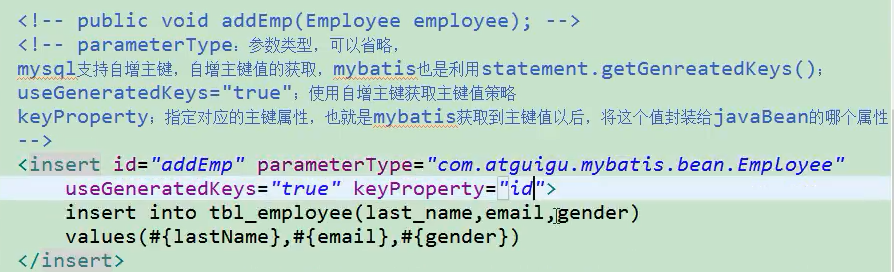 <!-- public void addEmp(Employee employee); -->
<!-- parameterType：参数类型，可以省略，
mysql支持自增主键，自增主键值的获取，mybatis也是利用statement.getGenreatedKeys()；
useGeneratedKeys="true"；使用自增主键获取主键值策略
keyProperty；指定对应的主键属性，也就是mybatis获取到主键值以后，将这个值封装给javaBean的哪个属性
-->
<insert id="addEmp" parameterType="com.atguigu.mybatis.bean.Employee"
useGeneratedKeys="true" keyProperty="id">
insert into tbl_employee(last_name,email,gender)
values(#{lastName},#{email},#{gender})
</insert>